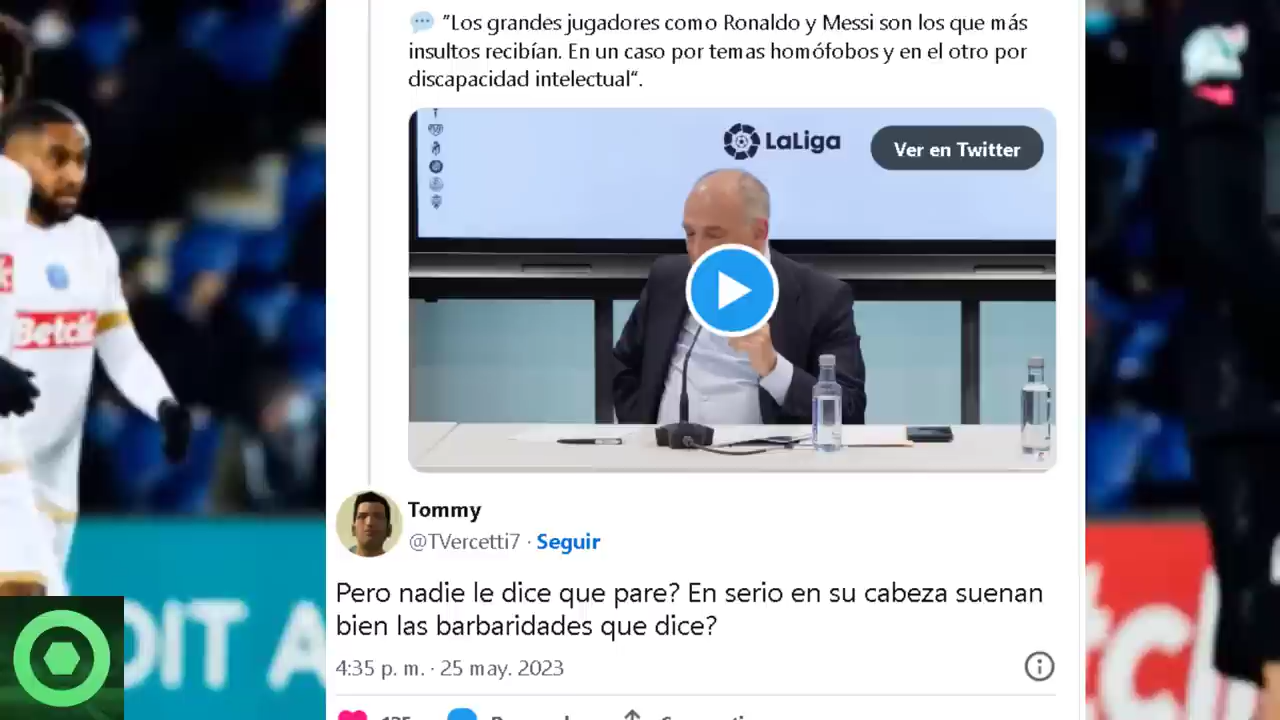 "Los grandes jugadores como Ronaldo y Messi son los que más
insultos recibían. En un caso por temas homófobos y en el otro por
discapacidad intelectual“.
LaLiga
Ver en Twitter
Betclic
Tommy
@TVercetti7 · Seguir
Pero nadie le dice que pare? En serio en su cabeza suenan
bien las barbaridades que dice?
4:35 p. m. · 25 may. 2023
OIT A